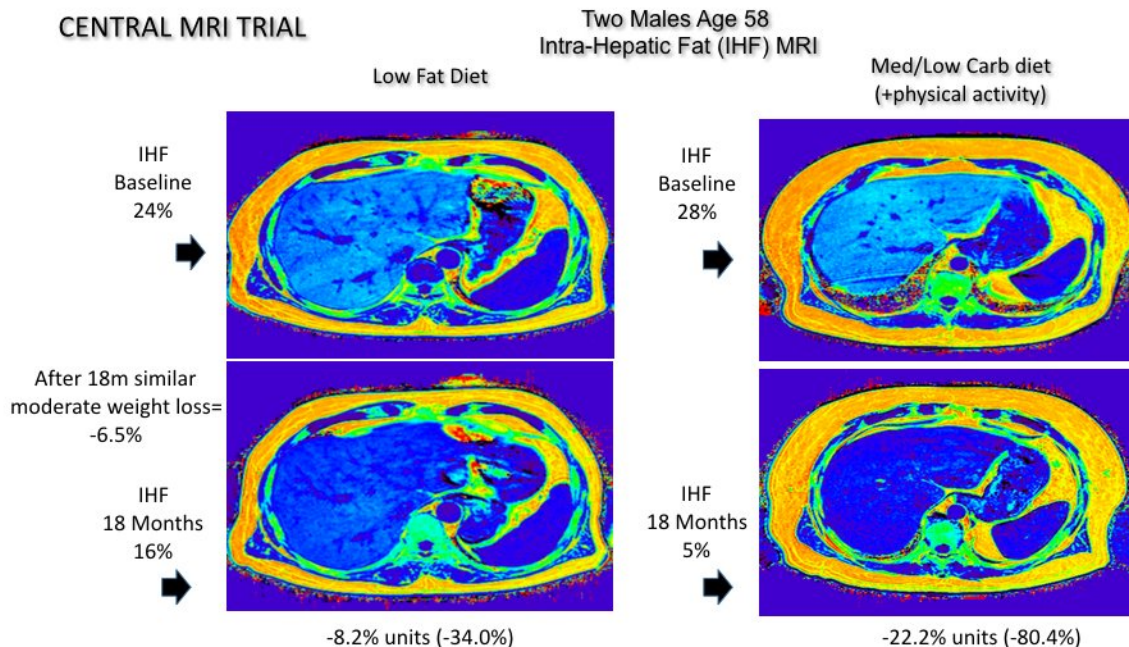 CENTRAL MRI TRIAL
Two Males Age 58
Intra-Hepatic Fat (IHF) MRI
Low Fat Diet
Med/Low Carb diet
(+physical activity)
IHF
Baseline
24%
IHF
Baseline
28%
After 18m similar
moderate weight loss=
-6.5%
IHF
18 Months
16%
IHF
18 Months
5%
-8.2% units (-34.0%)
-22.2% units (-80.4%)